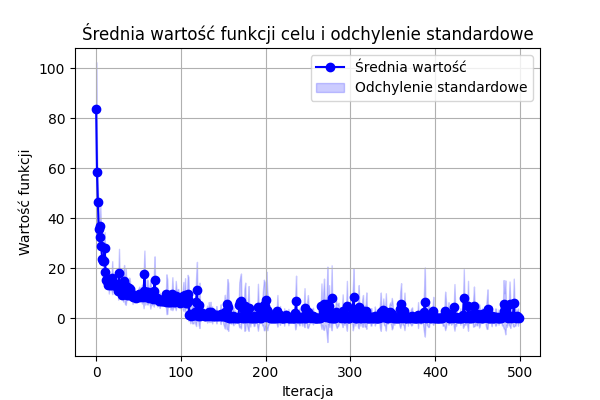 Średnia wartość funkcji celu i odchylenie standardowe
Średnia wartość
Odchylenie standardowe
Wartość funkcji
100
80
60
40
20
0
0 100 200 300 400 500
Iteracja